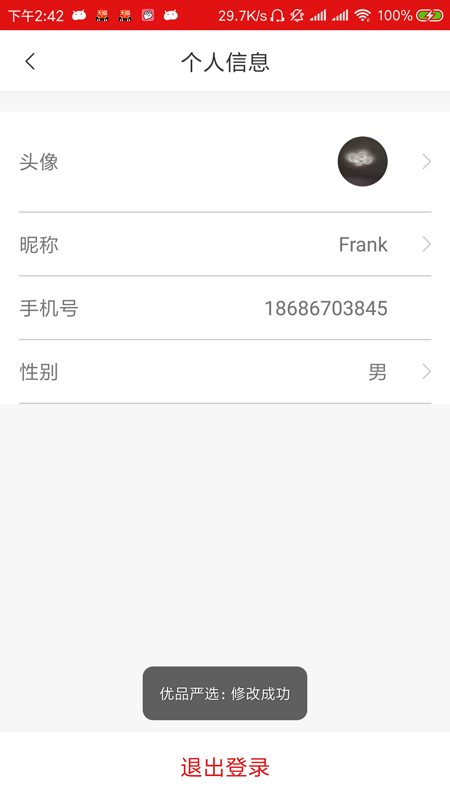 下午2:42 29.7K/s 100%
个人信息
头像
昵称 Frank
手机号 18686703845
性别 男
优品严选: 修改成功
退出登录